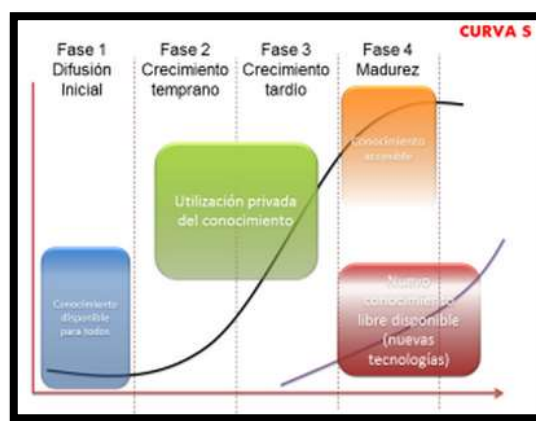 CURVA S
Fase 1
Difusión
Inicial
Fase 2
Crecimiento
temprano
Fase 3
Crecimiento
tardío
Fase 4
Madurez
Conocimiento
disponible
para todos
Utilización privada
del conocimiento
Conocimiento
accesible
Nuevo
conocimiento
libre disponible
(nuevas
tecnologías)